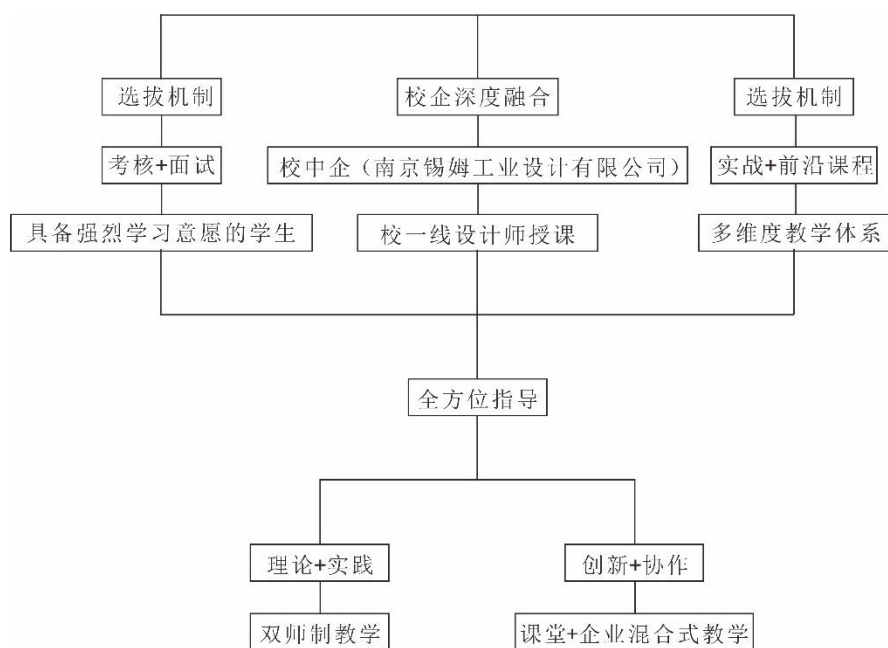 选拔机制
校企深度融合
选拔机制
考核+面试
校中企（南京锡姆工业设计有限公司）
实战+前沿课程
具备强烈学习意愿的学生
校一线设计师授课
多维度教学体系
全方位指导
理论+实践
创新+协作
双师制教学
课堂+企业混合式教学